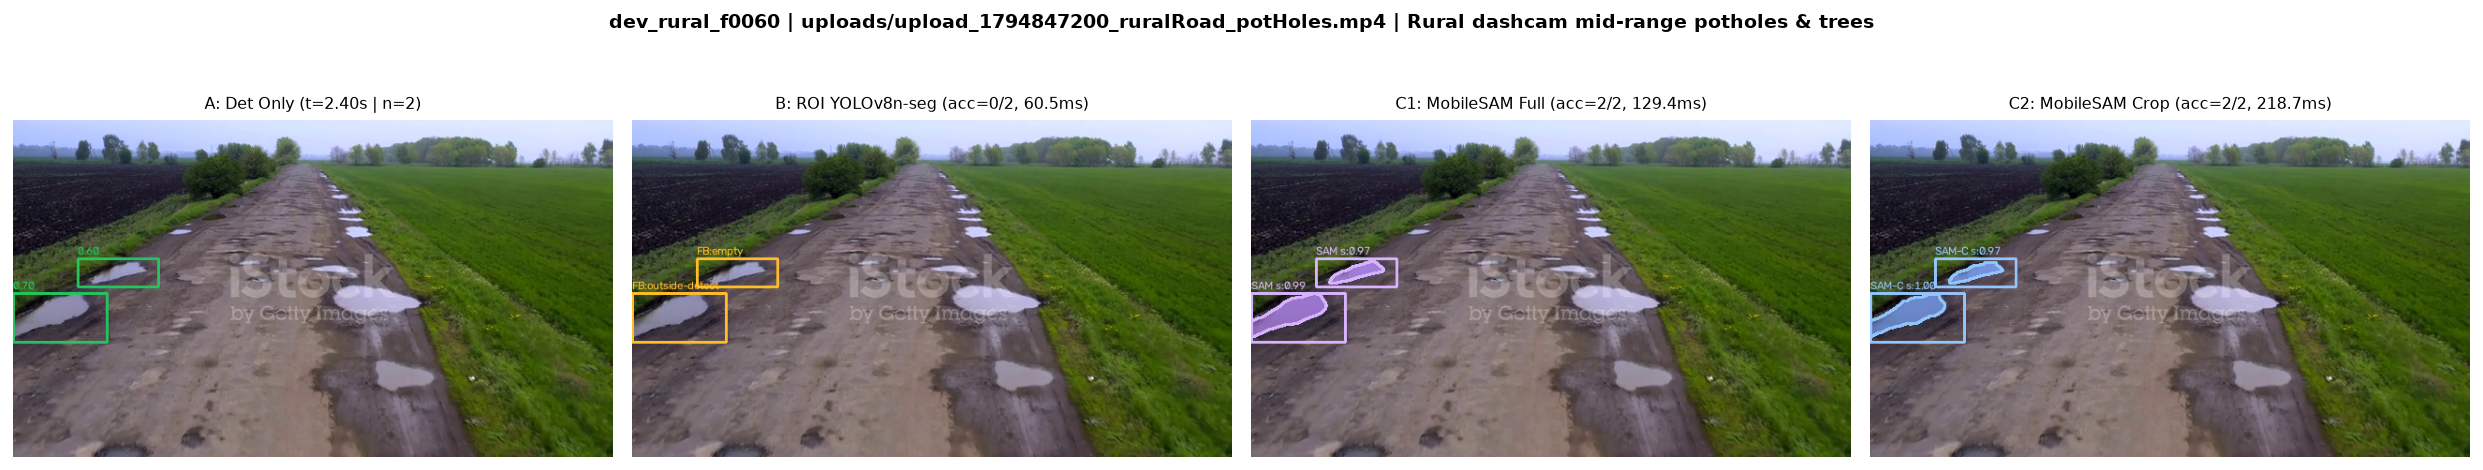 dev_rural_f0060 | uploads/upload_1794847200_ruralRoad_potHoles.mp4 | Rural dashcam mid-range potholes & trees
A: Det Only (t=2.40s | n=2)
0.60
0.70
iStock
by Getty Images
B: ROI YOLOv8n-seg (acc=0/2, 60.5ms)
FB:empty
FB:outside-detect
iStock
by Getty Images
C1: MobileSAM Full (acc=2/2, 129.4ms)
SAM s:0.97
SAM s:0.99
iStock
by Getty Images
C2: MobileSAM Crop (acc=2/2, 218.7ms)
SAM-C s:0.97
SAM-C s:1.00
iStock
by Getty Images